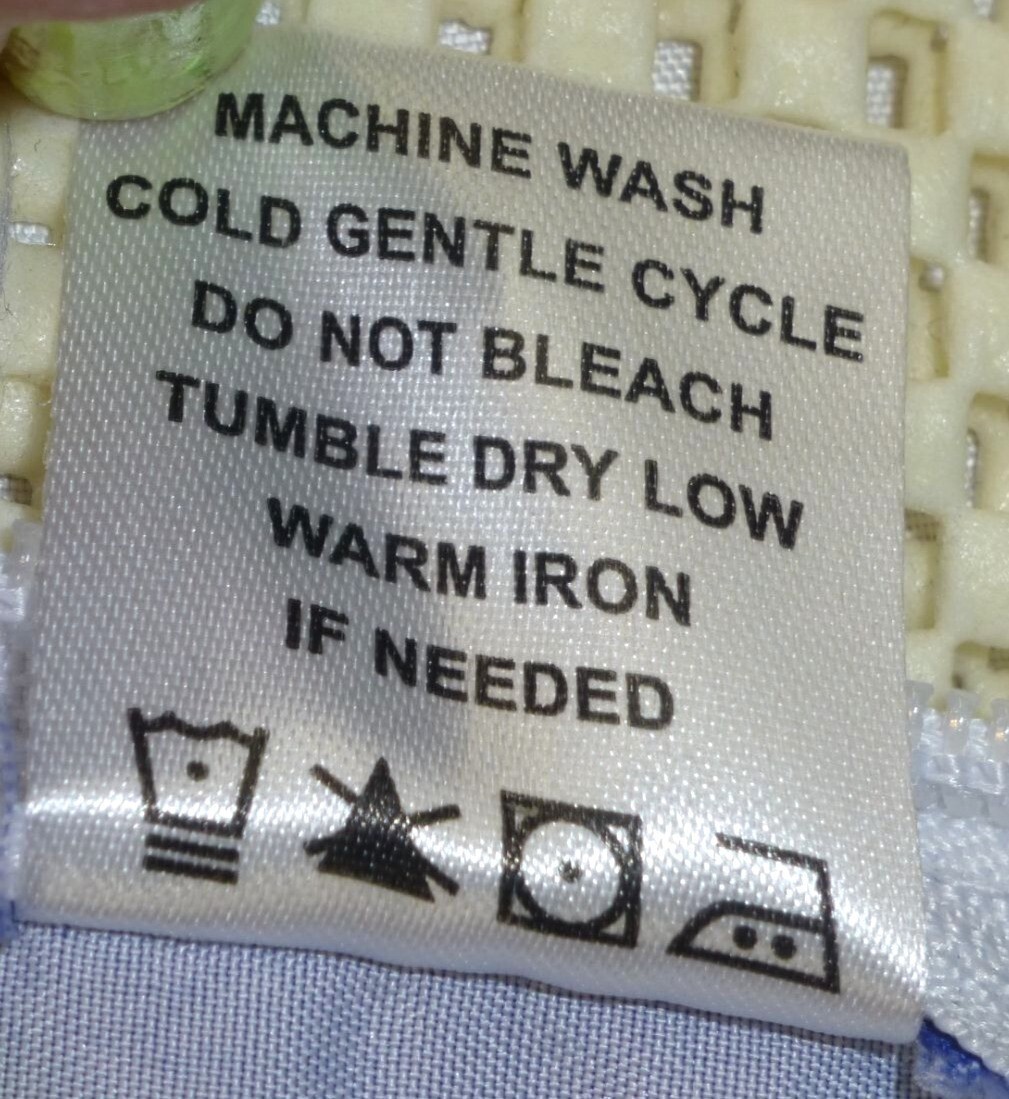 MACHINE WASH
COLD GENTLE CYCLE
DO NOT BLEACH
TUMBLE DRY LOW
WARM IRON
IF NEEDED